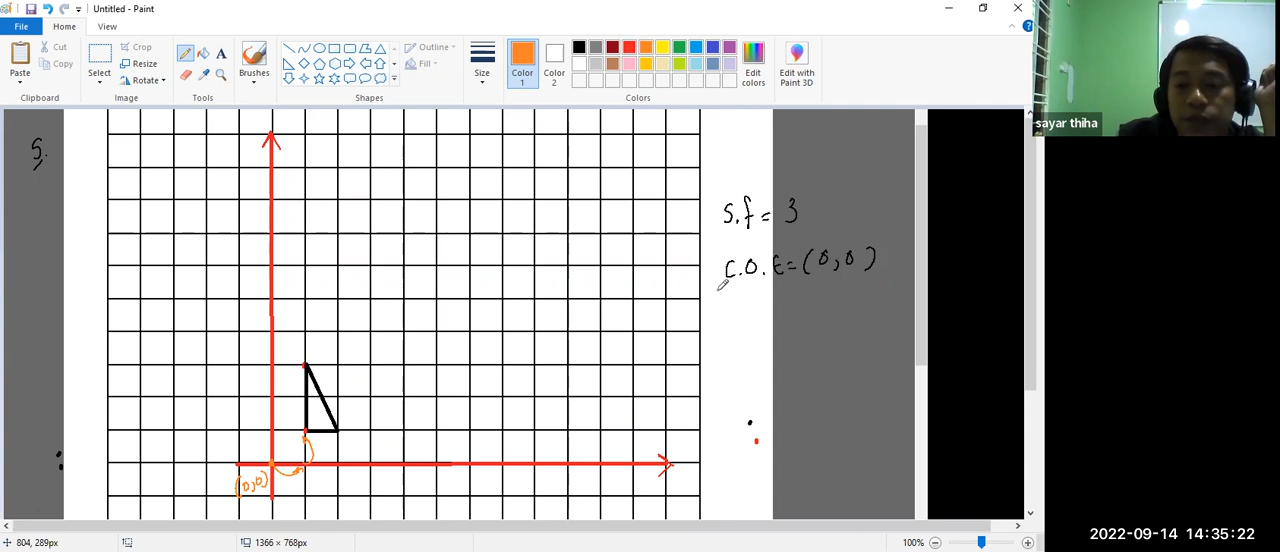 Untitled - Paint
File
Home
View
Paste
Cut
Copy
Clipboard
Select
Crop
Resize
Rotate
Image
Tools
Brushes
Shapes
Outline
Fill
Size
Color 1
Color 2
Edit colors
Colors
Edit with Paint 3D
sayar thiha
5.
S.f = 3
C.O.E = (0,0)
(0,0)
804, 289px
1366 × 768px
100%
2022-09-14 14:35:22